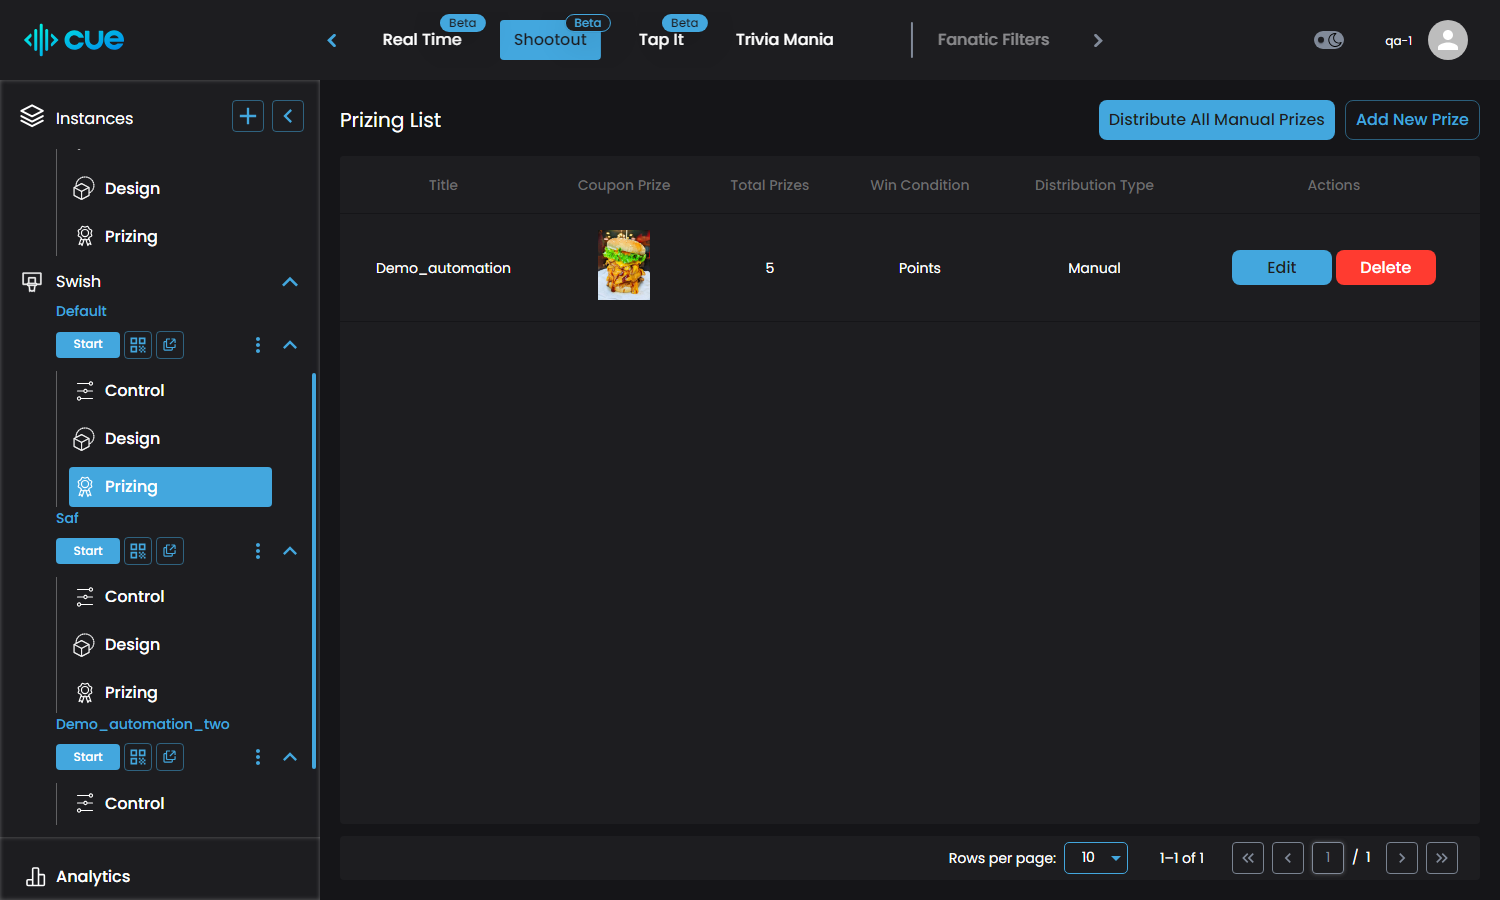 cue
Real Time
Beta
Shootout
Beta
Tap It
Beta
Trivia Mania
Fanatic Filters
qa-1
Instances
Design
Prizing
Swish
Default
Start
Control
Design
Prizing
Saf
Start
Control
Design
Prizing
Demo_automation_two
Start
Control
Analytics
Prizing List
Distribute All Manual Prizes
Add New Prize
Title
Coupon Prize
Total Prizes
Win Condition
Distribution Type
Actions
Demo_automation
5
Points
Manual
Edit
Delete
Rows per page:
10
1–1 of 1
1
/ 1